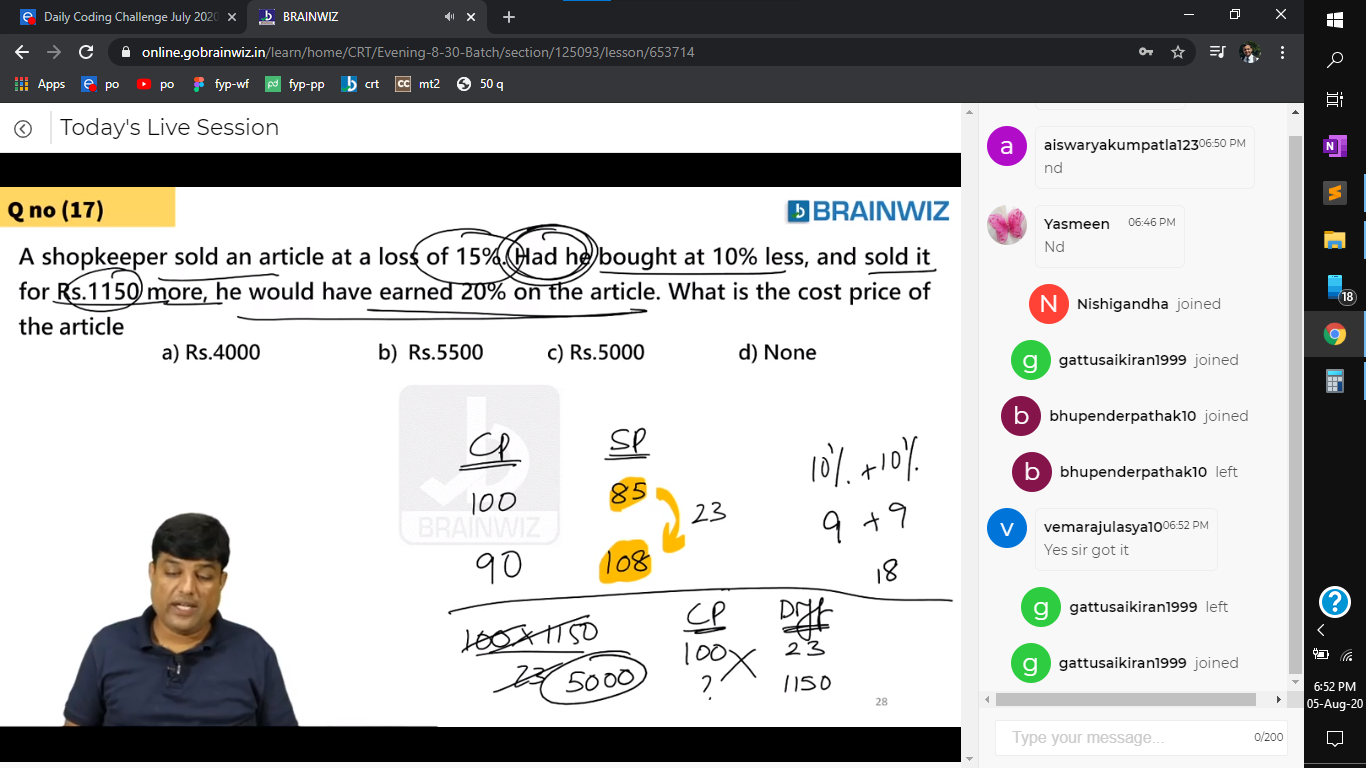 Daily Coding Challenge July 2020
BRAINWIZ
online.gobrainwiz.in/learn/home/CRT/Evening-8-30-Batch/section/125093/lesson/653714
Apps po po fyp-wf fyp-pp crt mt2 50 q
Today's Live Session
Q no (17)
BRAINWIZ
A shopkeeper sold an article at a loss of 15%. Had he bought at 10% less, and sold it
for Rs.1150 more, he would have earned 20% on the article. What is the cost price of
the article
a) Rs.4000 b) Rs.5500 c) Rs.5000 d) None
CP SP
100 85
23
90 108
BRAINWIZ
10% + 10%
9 + 9
18
100 x 1150
23
5000
CP Diff
100 23
? 1150
28
a
aiswaryakumpatla123 06:50 PM
nd
Yasmeen 06:46 PM
Nd
N Nishigandha joined
g gattusaikiran1999 joined
b bhupenderpathak10 joined
b bhupenderpathak10 left
v
vemarajulasya10 06:52 PM
Yes sir got it
g gattusaikiran1999 left
g gattusaikiran1999 joined
Type your message... 0/200
N
18
?
6:52 PM
05-Aug-20